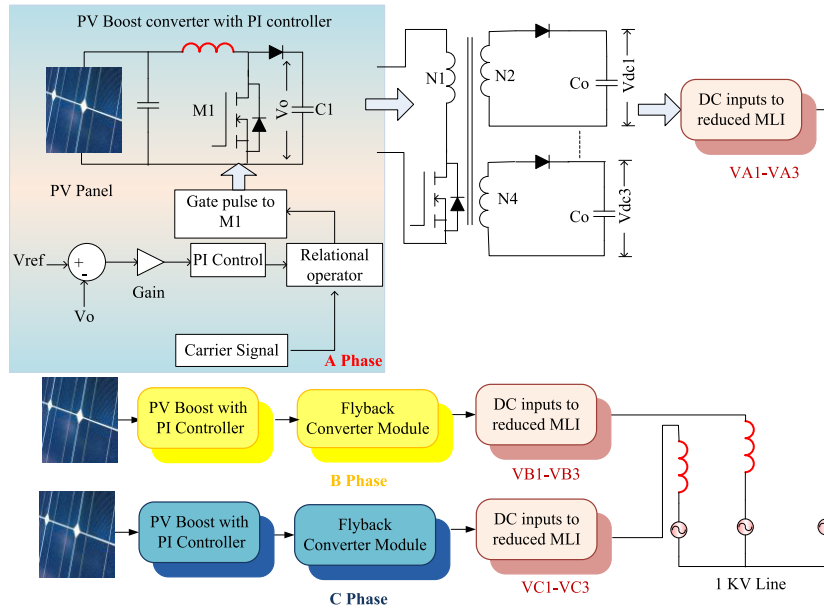 PV Boost converter with PI controller
M1
Vo
C1
PV Panel
Gate pulse to
M1
Vref
+
-
Vo
Gain
PI Control
Relational
operator
Carrier Signal
A Phase
N1
N2
Co
Vdc1
N4
Co
Vdc3
DC inputs to
reduced MLI
VA1-VA3
PV Boost with
PI Controller
Flyback
Converter Module
DC inputs to
reduced MLI
B Phase
VB1-VB3
PV Boost with
PI Controller
Flyback
Converter Module
DC inputs to
reduced MLI
C Phase
VC1-VC3
1 KV Line